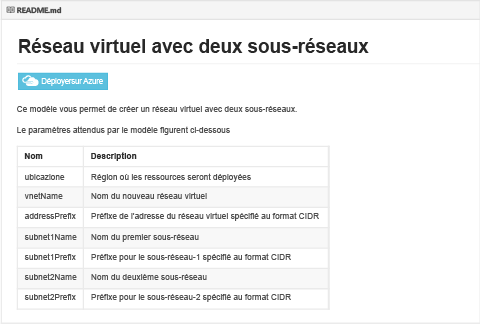 README.md
Réseau virtuel avec deux sous-réseaux
Déployersur Azure
Ce modèle vous permet de créer un réseau virtuel avec deux sous-réseaux.
Le paramètres attendus par le modèle figurent ci-dessous
Nom Description
ubicazione Région où les ressources seront déployées
vnetName Nom du nouveau réseau virtuel
addressPrefix Préfixe de l'adresse du réseau virtuel spécifié au format CIDR
subnet1Name Nom du premier sous-réseau
subnet1Prefix Préfixe pour le sous-réseau-1 spécifié au format CIDR
subnet2Name Nom du deuxième sous-réseau
subnet2Prefix Préfixe pour le sous-réseau-2 spécifié au format CIDR